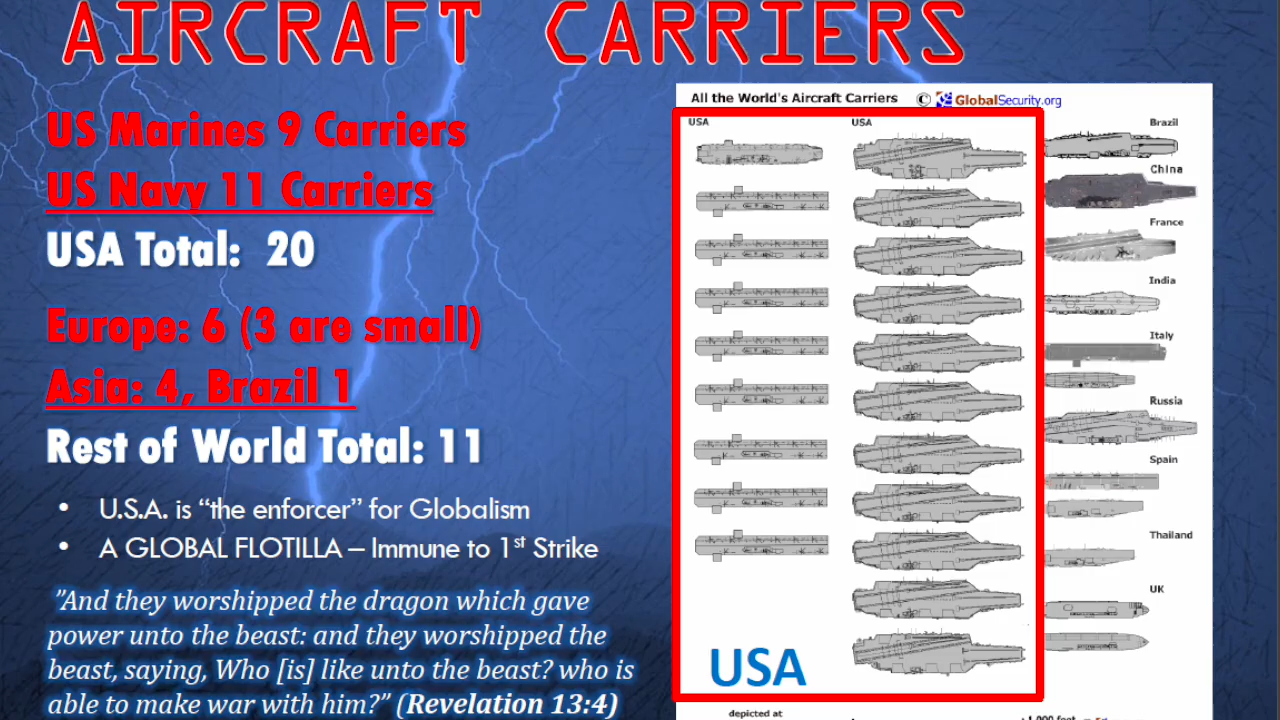 AIRCRAFT CARRIERS
US Marines 9 Carriers
US Navy 11 Carriers
USA Total: 20
Europe: 6 (3 are small)
Asia: 4, Brazil 1
Rest of World Total: 11
• U.S.A. is “the enforcer” for Globalism
• A GLOBAL FLOTILLA – Immune to 1st Strike
”And they worshipped the dragon which gave
power unto the beast: and they worshipped the
beast, saying, Who [is] like unto the beast? who is
able to make war with him?” (Revelation 13:4)
All the World's Aircraft Carriers © GlobalSecurity.org
USA
USA
Brazil
China
France
India
Italy
Russia
Spain
Thailand
UK
USA
depicted at
1,000 feet